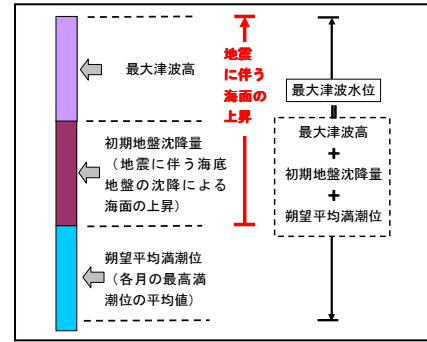 最大津波高
初期地盤沈降量
（地震に伴う海底
地盤の沈降による
海面の上昇）
朔望平均満潮位
（各月の最高満
潮位の平均値）
地震
に伴う
海面の
上昇
最大津波水位
最大津波高
＋
初期地盤沈降量
＋
朔望平均満潮位